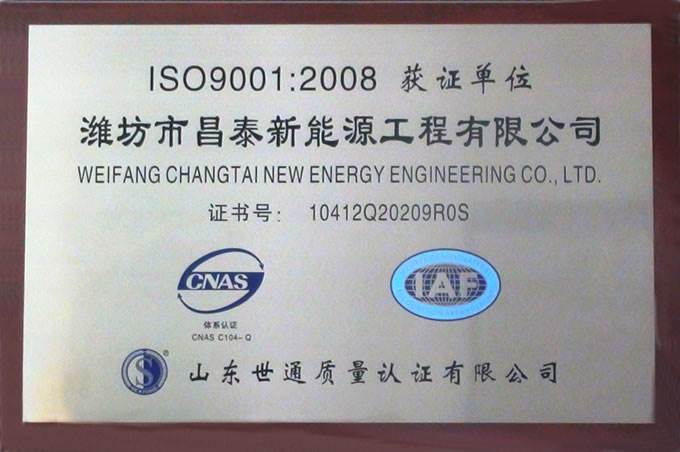 ISO9001:2008 获证单位
潍坊市昌泰新能源工程有限公司
WEIFANG CHANGTAI NEW ENERGY ENGINEERING CO., LTD.
证书号: 10412Q20209R0S
CNAS
IAF
体系认证
CNAS C104-Q
S ®
山东世通质量认证有限公司